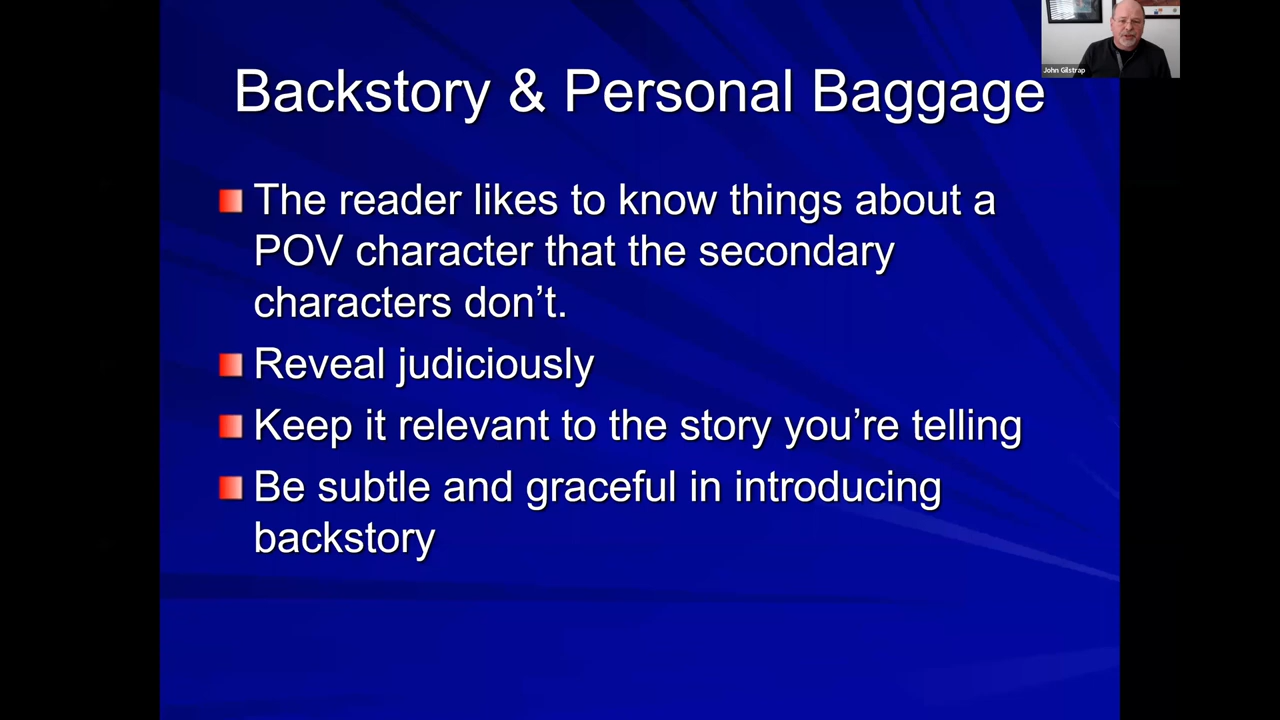 John Gilstrap
Backstory & Personal Baggage
The reader likes to know things about a
POV character that the secondary
characters don’t.
Reveal judiciously
Keep it relevant to the story you’re telling
Be subtle and graceful in introducing
backstory